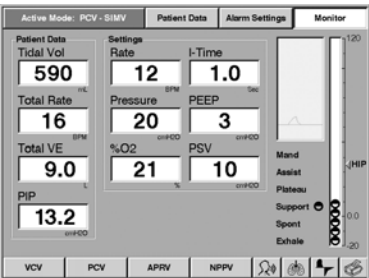 Active Mode: PCV - SIMV
Patient Data
Alarm Settings
Monitor
Patient Data
Settings
Tidal Vol
Rate
I-Time
590
mL
12
BPM
1.0
Sec
Total Rate
Pressure
PEEP
16
BPM
20
cmH2O
3
cmH2O
Total VE
%O2
PSV
9.0
L
21
%
10
cmH2O
PIP
13.2
cmH2O
120
Mand
Assist
HIP
Plateau
Support
Spont
0.0
Exhale
-20
VCV
PCV
APRV
NPPV